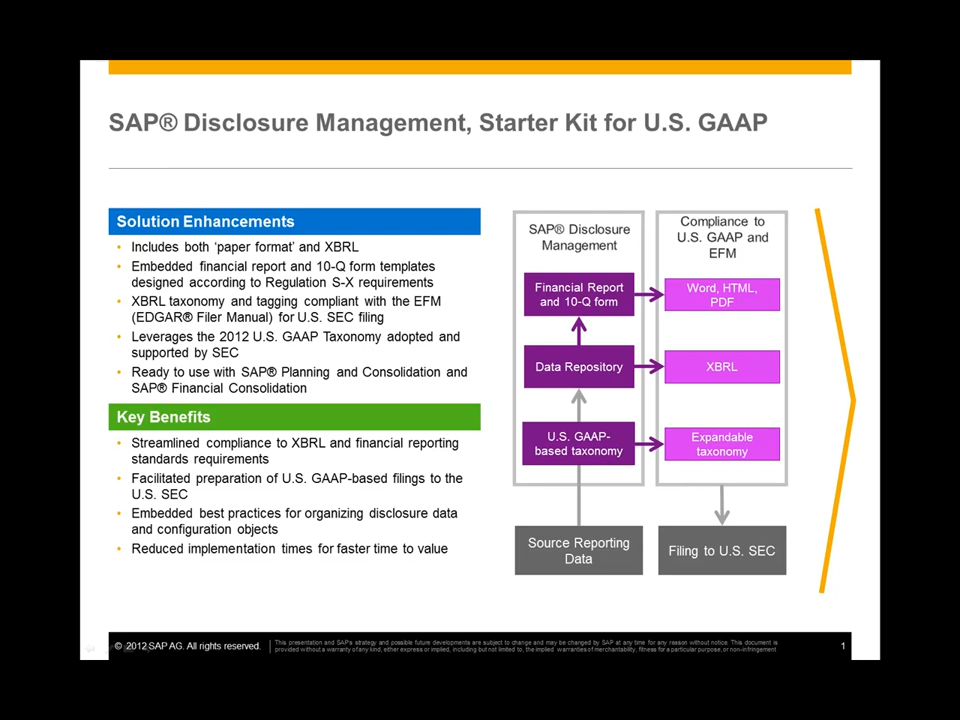 SAP® Disclosure Management, Starter Kit for U.S. GAAP
Solution Enhancements
• Includes both ‘paper format’ and XBRL
• Embedded financial report and 10-Q form templates
designed according to Regulation S-X requirements
• XBRL taxonomy and tagging compliant with the EFM
(EDGAR® Filer Manual) for U.S. SEC filing
• Leverages the 2012 U.S. GAAP Taxonomy adopted and
supported by SEC
• Ready to use with SAP® Planning and Consolidation and
SAP® Financial Consolidation
Key Benefits
• Streamlined compliance to XBRL and financial reporting
standards requirements
• Facilitated preparation of U.S. GAAP-based filings to the
U.S. SEC
• Embedded best practices for organizing disclosure data
and configuration objects
• Reduced implementation times for faster time to value
SAP® Disclosure
Management
Financial Report
and 10-Q form
Data Repository
U.S. GAAP-
based taxonomy
Source Reporting
Data
Compliance to
U.S. GAAP and
EFM
Word, HTML,
PDF
XBRL
Expandable
taxonomy
Filing to U.S. SEC
© 2012 SAP AG. All rights reserved.
This presentation and SAP's strategy and possible future developments are subject to change and may be changed by SAP at any time for any reason without notice. This document is
provided without a warranty of any kind, either express or implied, including but not limited to, the implied warranties of merchantability, fitness for a particular purpose, or non-infringement
1